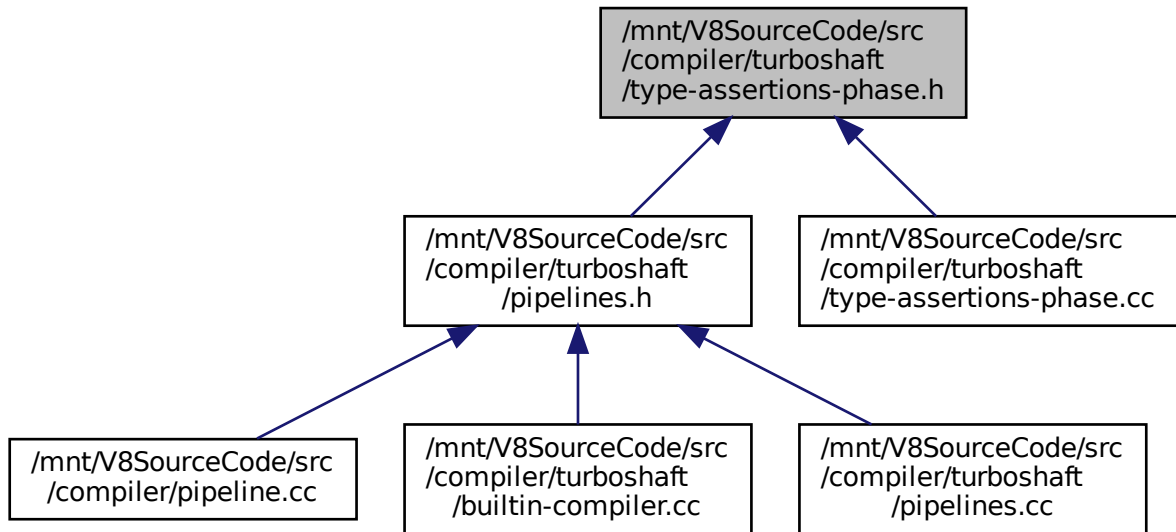 /mnt/V8SourceCode/src
/compiler/turboshaft
/type-assertions-phase.h
/mnt/V8SourceCode/src
/compiler/turboshaft
/pipelines.h
/mnt/V8SourceCode/src
/compiler/turboshaft
/type-assertions-phase.cc
/mnt/V8SourceCode/src
/compiler/pipeline.cc
/mnt/V8SourceCode/src
/compiler/turboshaft
/builtin-compiler.cc
/mnt/V8SourceCode/src
/compiler/turboshaft
/pipelines.cc